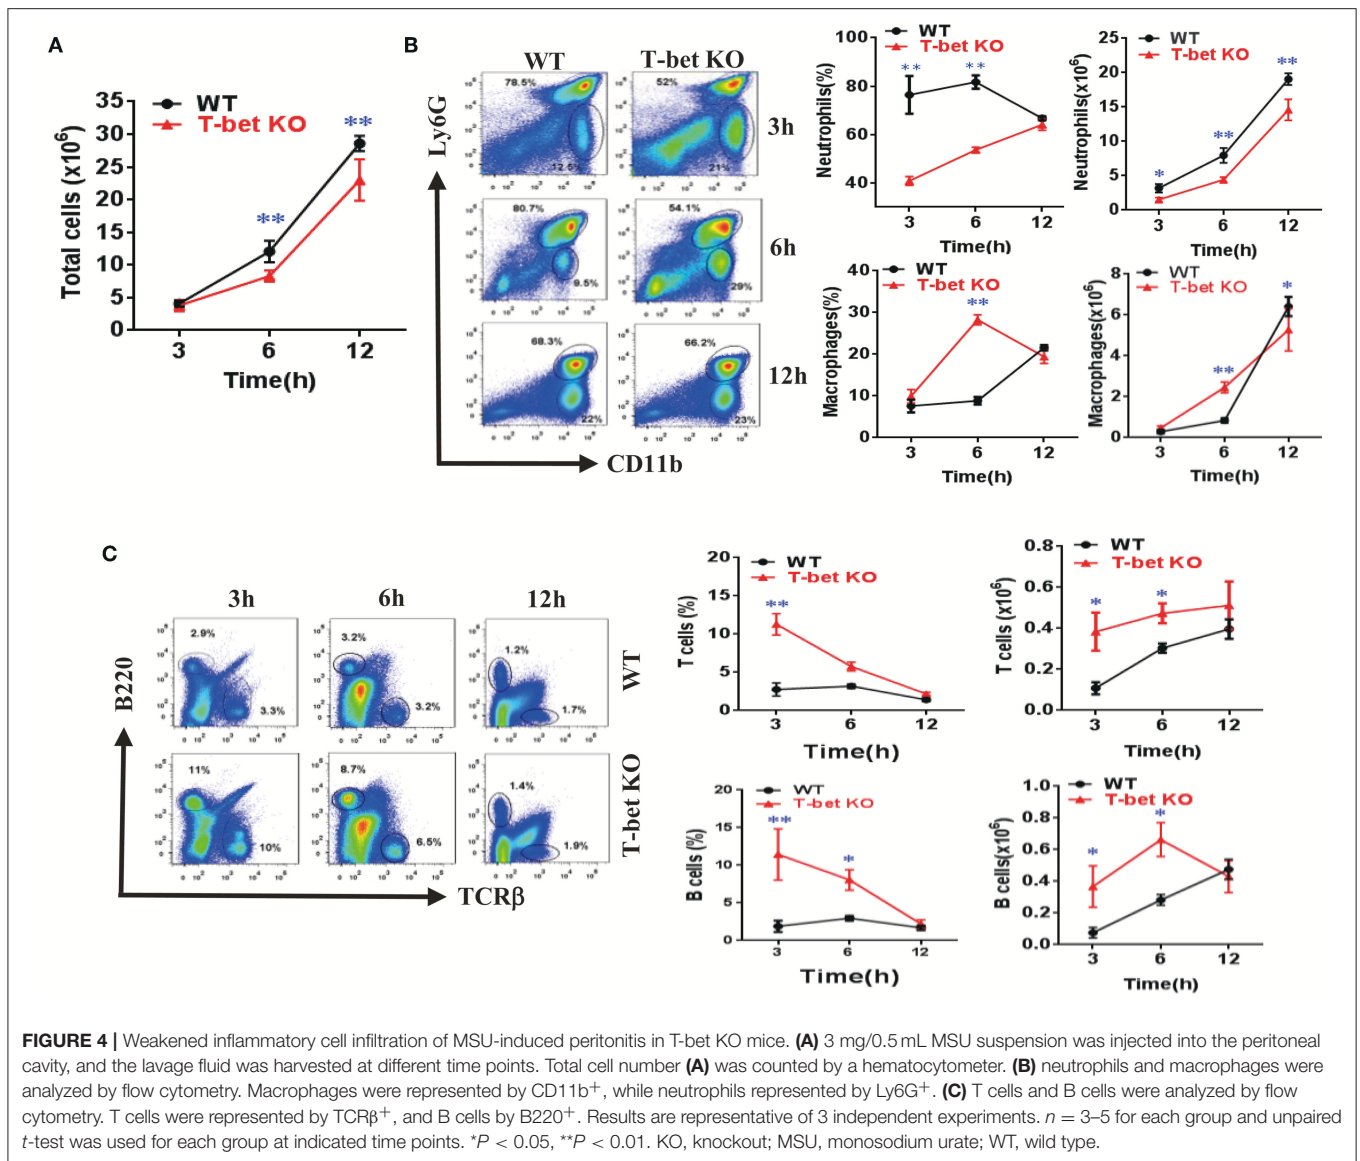 A
WT
T-bet KO
Total cells (x10⁶)
35
30
25
20
15
10
5
0
**
**
3 6 12
Time(h)
B
WT T-bet KO
Ly6G
78.5%
12.5%
52%
21%
3h
80.7%
9.5%
54.1%
29%
6h
68.3%
22%
66.2%
23%
12h
CD11b
WT
T-bet KO
Neutrophils(%)
100
80
60
40
** **
3 6 12
Time(h)
WT
T-bet KO
Neutrophils(x10⁶)
25
20
15
10
5
0
* ** **
3 6 12
Time(h)
WT
T-bet KO
Macrophages(%)
40
30
20
10
0
**
3 6 12
Time(h)
WT
T-bet KO
Macrophages(x10⁶)
8
6
4
2
0
** *
3 6 12
Time(h)
C
3h 6h 12h
B220
2.9%
3.3%
3.2%
3.2%
1.2%
1.7%
WT
11%
10%
8.7%
6.5%
1.4%
1.9%
T-bet KO
TCRβ
WT
T-bet KO
T cells (%)
20
15
10
5
0
**
3 6 12
Time(h)
WT
T-bet KO
T cells (x10⁶)
0.8
0.6
0.4
0.2
0.0
* *
3 6 12
Time(h)
WT
T-bet KO
B cells (%)
20
15
10
5
0
** *
3 6 12
Time(h)
WT
T-bet KO
B cells(x10⁶)
1.0
0.8
0.6
0.4
0.2
0.0
* *
3 6 12
Time(h)
FIGURE 4 | Weakened inflammatory cell infiltration of MSU-induced peritonitis in T-bet KO mice. (A) 3 mg/0.5 mL MSU suspension was injected into the peritoneal
cavity, and the lavage fluid was harvested at different time points. Total cell number (A) was counted by a hematocytometer. (B) neutrophils and macrophages were
analyzed by flow cytometry. Macrophages were represented by CD11b⁺, while neutrophils represented by Ly6G⁺. (C) T cells and B cells were analyzed by flow
cytometry. T cells were represented by TCRβ⁺, and B cells by B220⁺. Results are representative of 3 independent experiments. n = 3–5 for each group and unpaired
t-test was used for each group at indicated time points. *P < 0.05, **P < 0.01. KO, knockout; MSU, monosodium urate; WT, wild type.